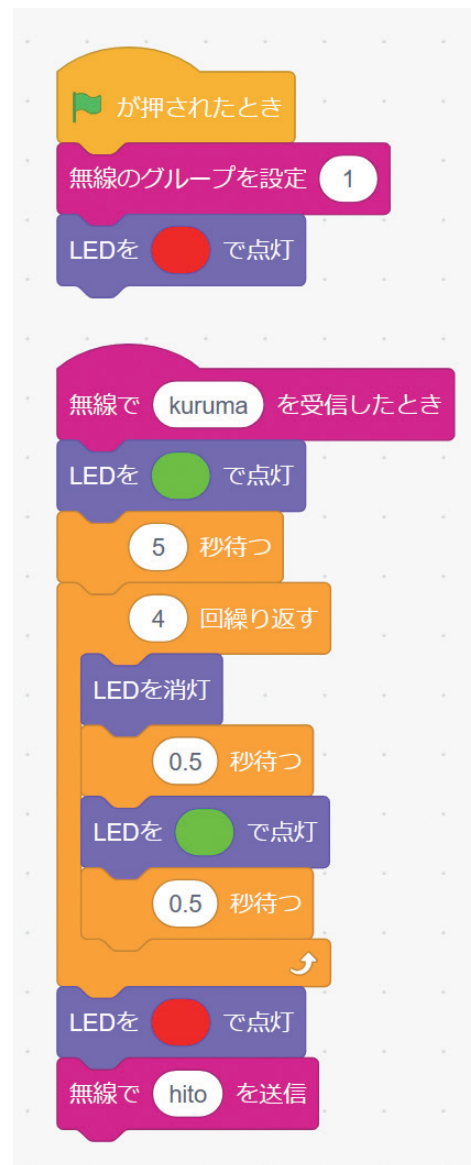 が押されたとき
無線のグループを設定 1
LEDを で点灯
無線で kuruma を受信したとき
LEDを で点灯
5 秒待つ
4 回繰り返す
LEDを消灯
0.5 秒待つ
LEDを で点灯
0.5 秒待つ
LEDを で点灯
無線で hito を送信